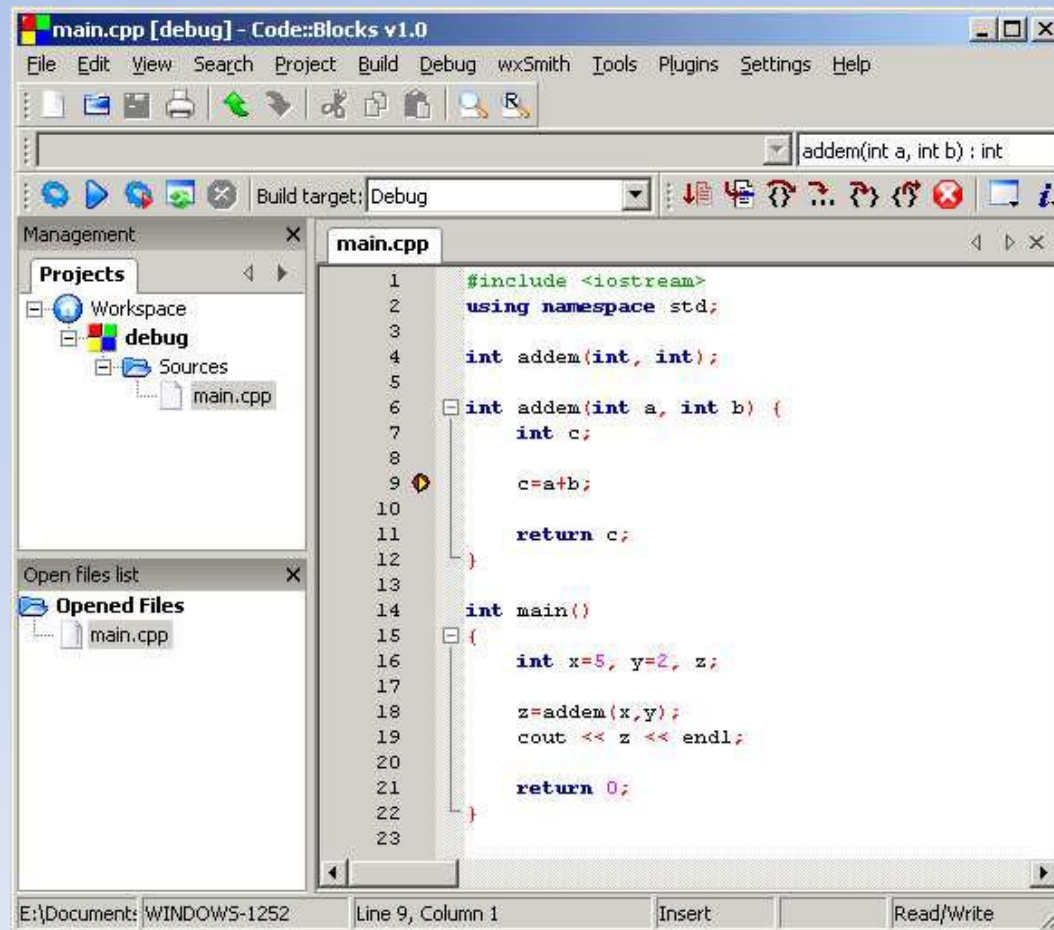 main.cpp [debug] - Code::Blocks v1.0
File Edit View Search Project Build Debug wxSmith Tools Plugins Settings Help
addem(int a, int b) : int
Build target: Debug
Management
main.cpp
Projects
Workspace
debug
Sources
main.cpp
Open files list
Opened Files
main.cpp
1 #include <iostream>
2 using namespace std;
3
4 int addem(int, int);
5
6 int addem(int a, int b) {
7 int c;
8
9 c=a+b;
10
11 return c;
12 }
13
14 int main()
15 {
16 int x=5, y=2, z;
17
18 z=addem(x,y);
19 cout << z << endl;
20
21 return 0;
22 }
23
E:\Document: WINDOWS-1252 Line 9, Column 1 Insert Read/Write